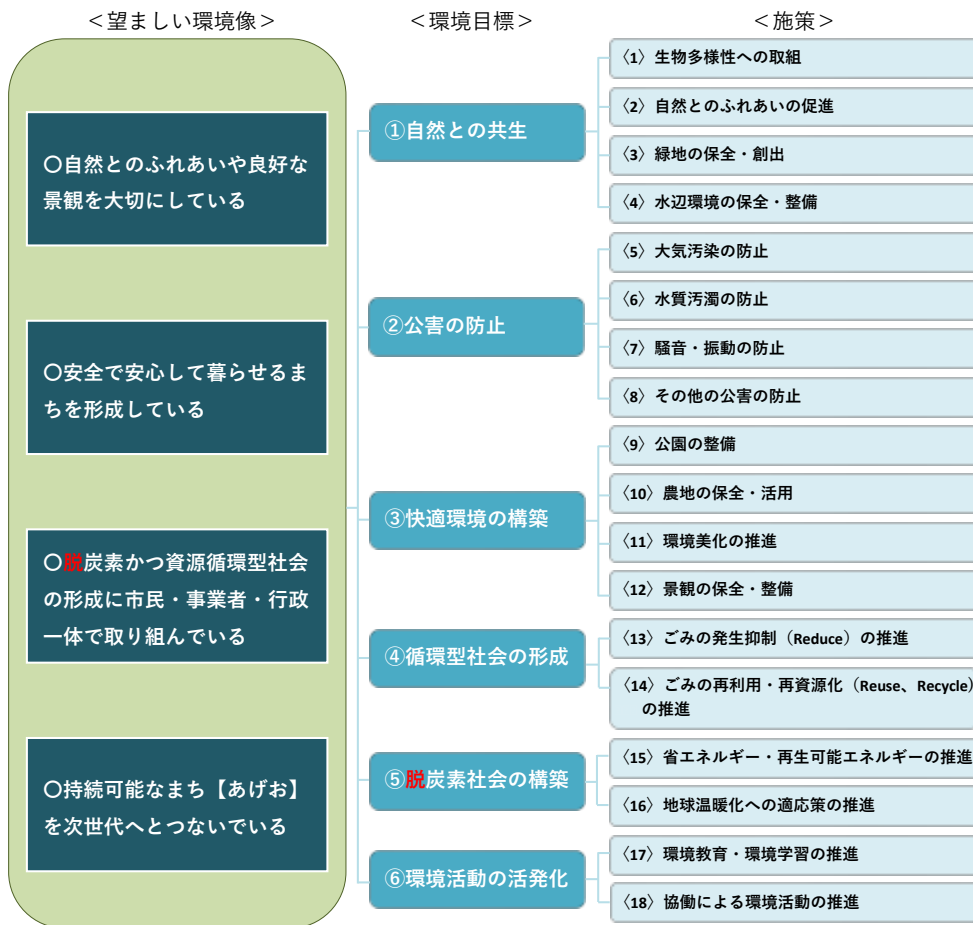 ＜望ましい環境像＞
＜環境目標＞
＜施策＞
〇自然とのふれあいや良好な
景観を大切にしている
〇安全で安心して暮らせるま
ちを形成している
〇脱炭素かつ資源循環型社会
の形成に市民・事業者・行政
一体で取り組んでいる
〇持続可能なまち【あげお】
を次世代へとつないでいる
①自然との共生
〈1〉生物多様性への取組
〈2〉自然とのふれあいの促進
〈3〉緑地の保全・創出
〈4〉水辺環境の保全・整備
②公害の防止
〈5〉大気汚染の防止
〈6〉水質汚濁の防止
〈7〉騒音・振動の防止
〈8〉その他の公害の防止
③快適環境の構築
〈9〉公園の整備
〈10〉農地の保全・活用
〈11〉環境美化の推進
〈12〉景観の保全・整備
④循環型社会の形成
〈13〉ごみの発生抑制（Reduce）の推進
〈14〉ごみの再利用・再資源化（Reuse、Recycle）
の推進
⑤脱炭素社会の構築
〈15〉省エネルギー・再生可能エネルギーの推進
〈16〉地球温暖化への適応策の推進
⑥環境活動の活発化
〈17〉環境教育・環境学習の推進
〈18〉協働による環境活動の推進